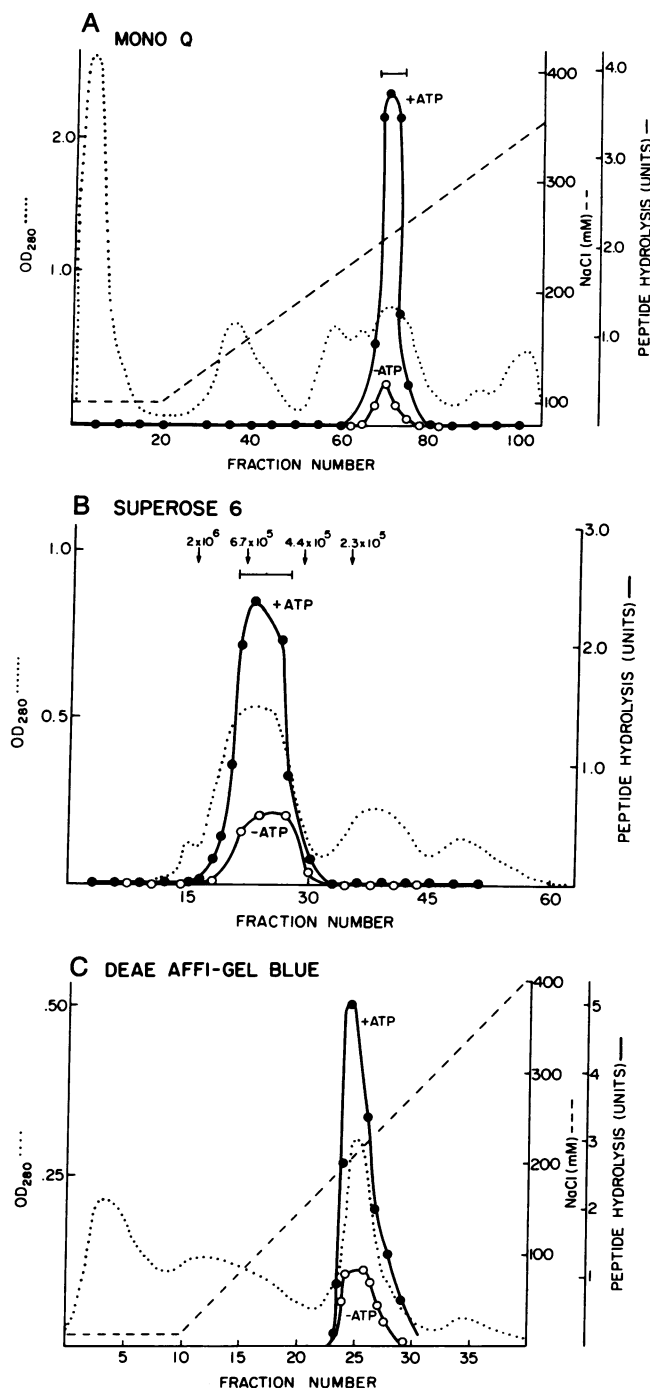 A MONO Q
+ATP
-ATP
2.0
1.0
OD280 .....
400
300
200
100
NaCl (mM) ---
4.0
3.0
2.0
1.0
PEPTIDE HYDROLYSIS (UNITS) —
20 40 60 80 100
FRACTION NUMBER
B SUPEROSE 6
2x10⁶ 6.7x10⁵ 4.4x10⁵ 2.3x10⁵
+ATP
-ATP
1.0
0.5
OD280 ......
3.0
2.0
1.0
PEPTIDE HYDROLYSIS (UNITS) —
15 30 45 60
FRACTION NUMBER
C DEAE AFFI-GEL BLUE
+ATP
-ATP
.50
.25
OD280 ....
400
300
200
100
NaCl (mM) ---
5
4
3
2
1
PEPTIDE HYDROLYSIS (UNITS) —
5 10 15 20 25 30 35
FRACTION NUMBER